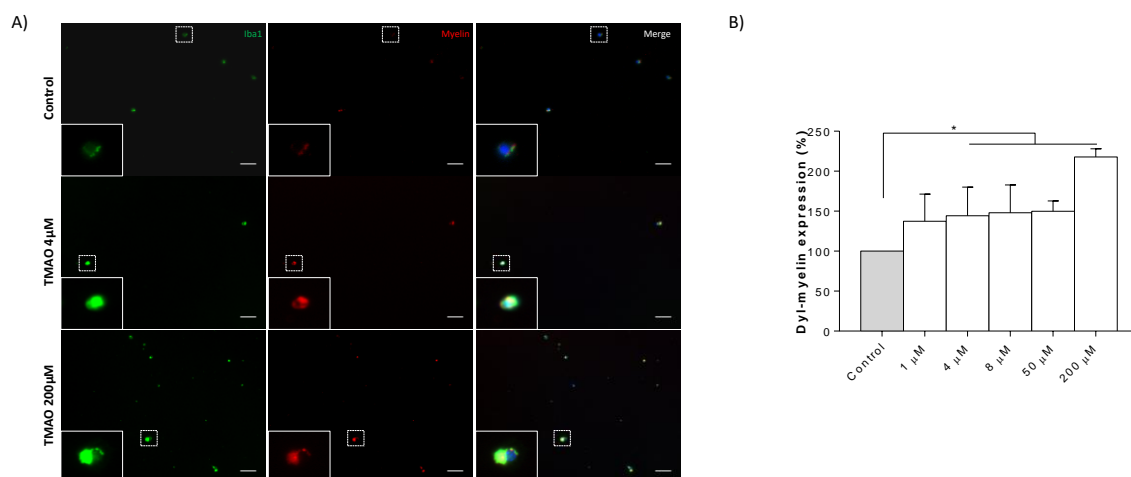 A)
B)
Iba1
Myelin
Merge
Control
TMAO 4µM
TMAO 200µM
*
Dyl-myelin expression (%)
250
200
150
100
50
0
Control
1 µM
4 µM
8 µM
50 µM
200 µM